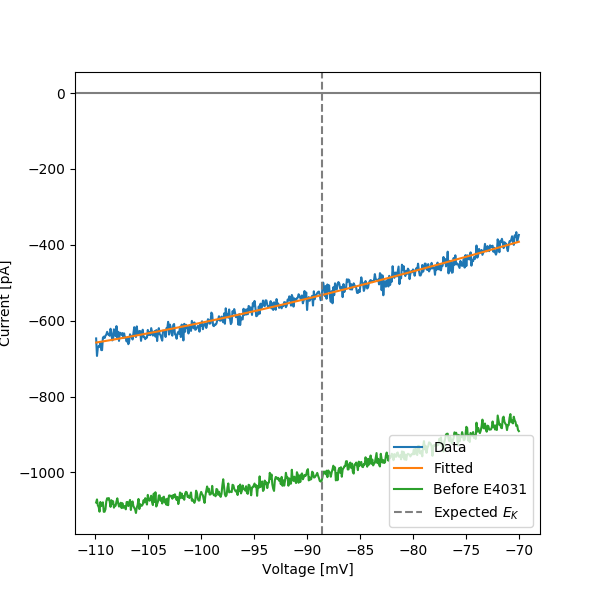 0
−200
−400
−600
−800
−1000
Current [pA]
−110
−105
−100
−95
−90
−85
−80
−75
−70
Voltage [mV]
Data
Fitted
Before E4031
Expected E_K